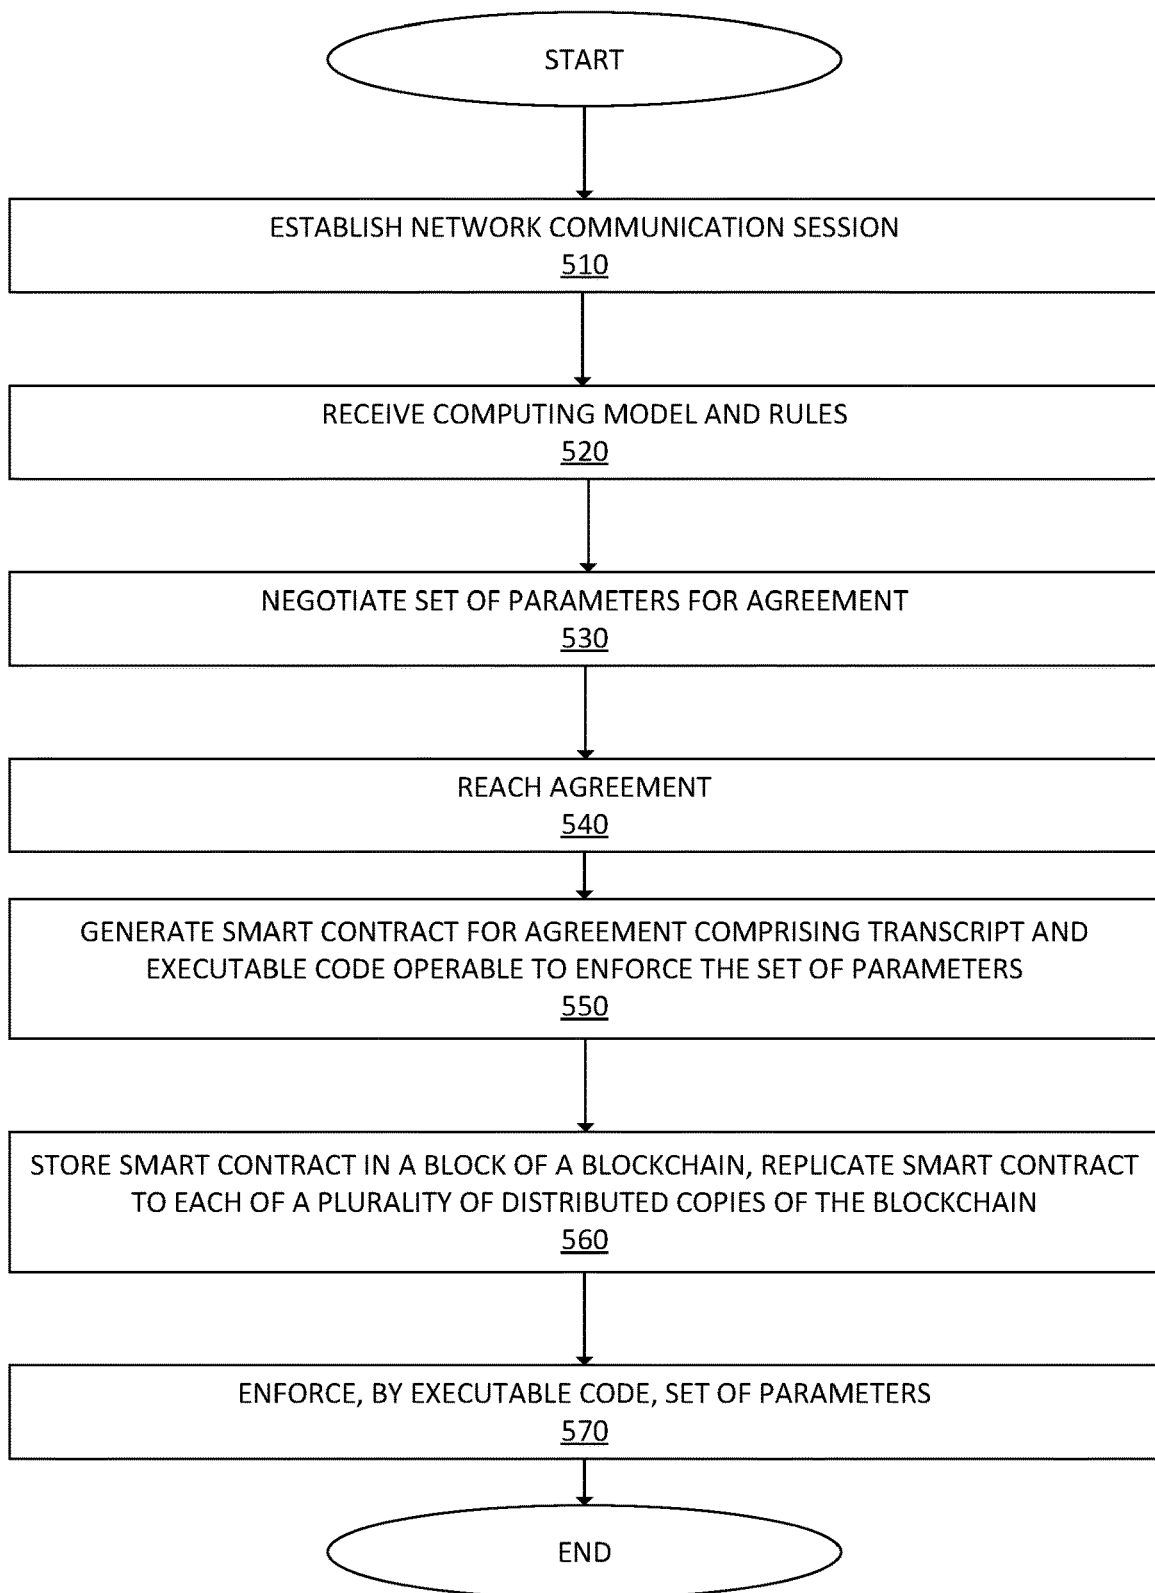 START
ESTABLISH NETWORK COMMUNICATION SESSION
510
RECEIVE COMPUTING MODEL AND RULES
520
NEGOTIATE SET OF PARAMETERS FOR AGREEMENT
530
REACH AGREEMENT
540
GENERATE SMART CONTRACT FOR AGREEMENT COMPRISING TRANSCRIPT AND
EXECUTABLE CODE OPERABLE TO ENFORCE THE SET OF PARAMETERS
550
STORE SMART CONTRACT IN A BLOCK OF A BLOCKCHAIN, REPLICATE SMART CONTRACT
TO EACH OF A PLURALITY OF DISTRIBUTED COPIES OF THE BLOCKCHAIN
560
ENFORCE, BY EXECUTABLE CODE, SET OF PARAMETERS
570
END